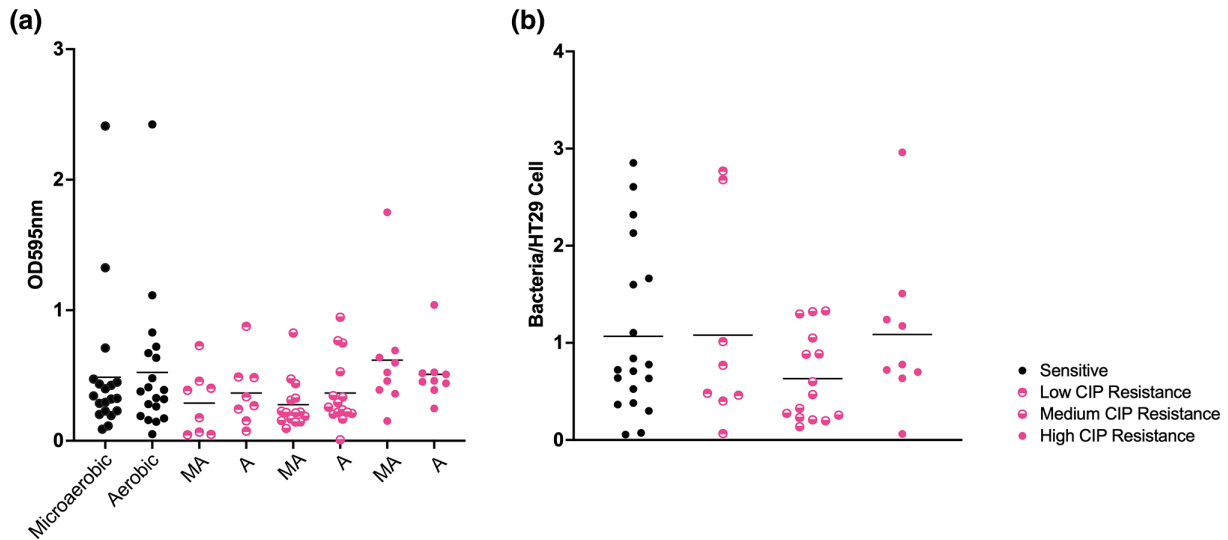 (a)
3
2
1
0
OD595nm
Microaerobic
Aerobic
MA
A
MA
A
MA
A
(b)
4
3
2
1
0
Bacteria/HT29 Cell
Sensitive
Low CIP Resistance
Medium CIP Resistance
High CIP Resistance